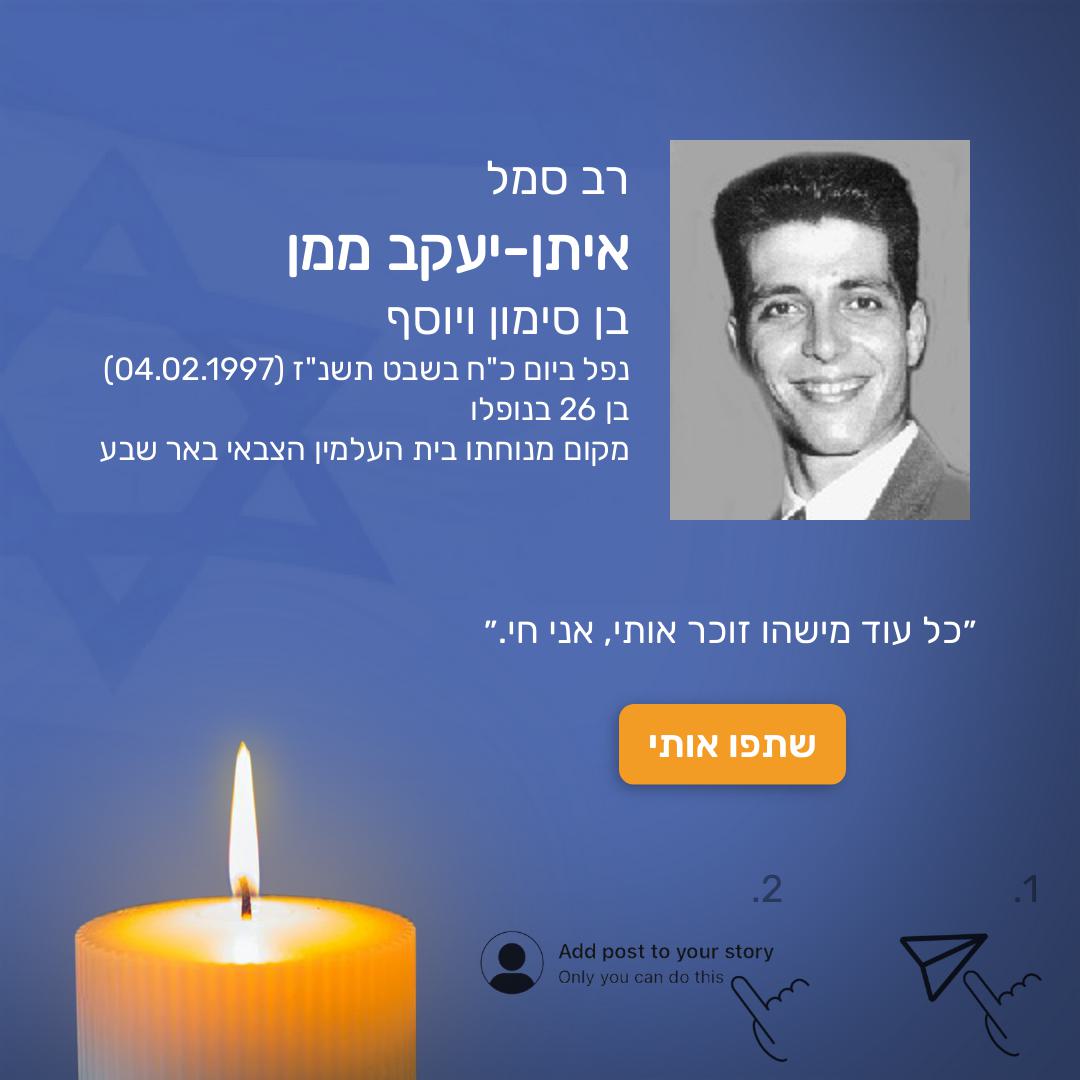 רב סמל
איתן-יעקב ממן
בן סימון ויוסף
נפל ביום כ"ח בשבט תשנ"ז (04.02.1997)
בן 26 בנופלו
מקום מנוחתו בית העלמין הצבאי באר שבע
״כל עוד מישהו זוכר אותי, אני חי.״
שתפו אותי
1.
2.
Add post to your story
Only you can do this